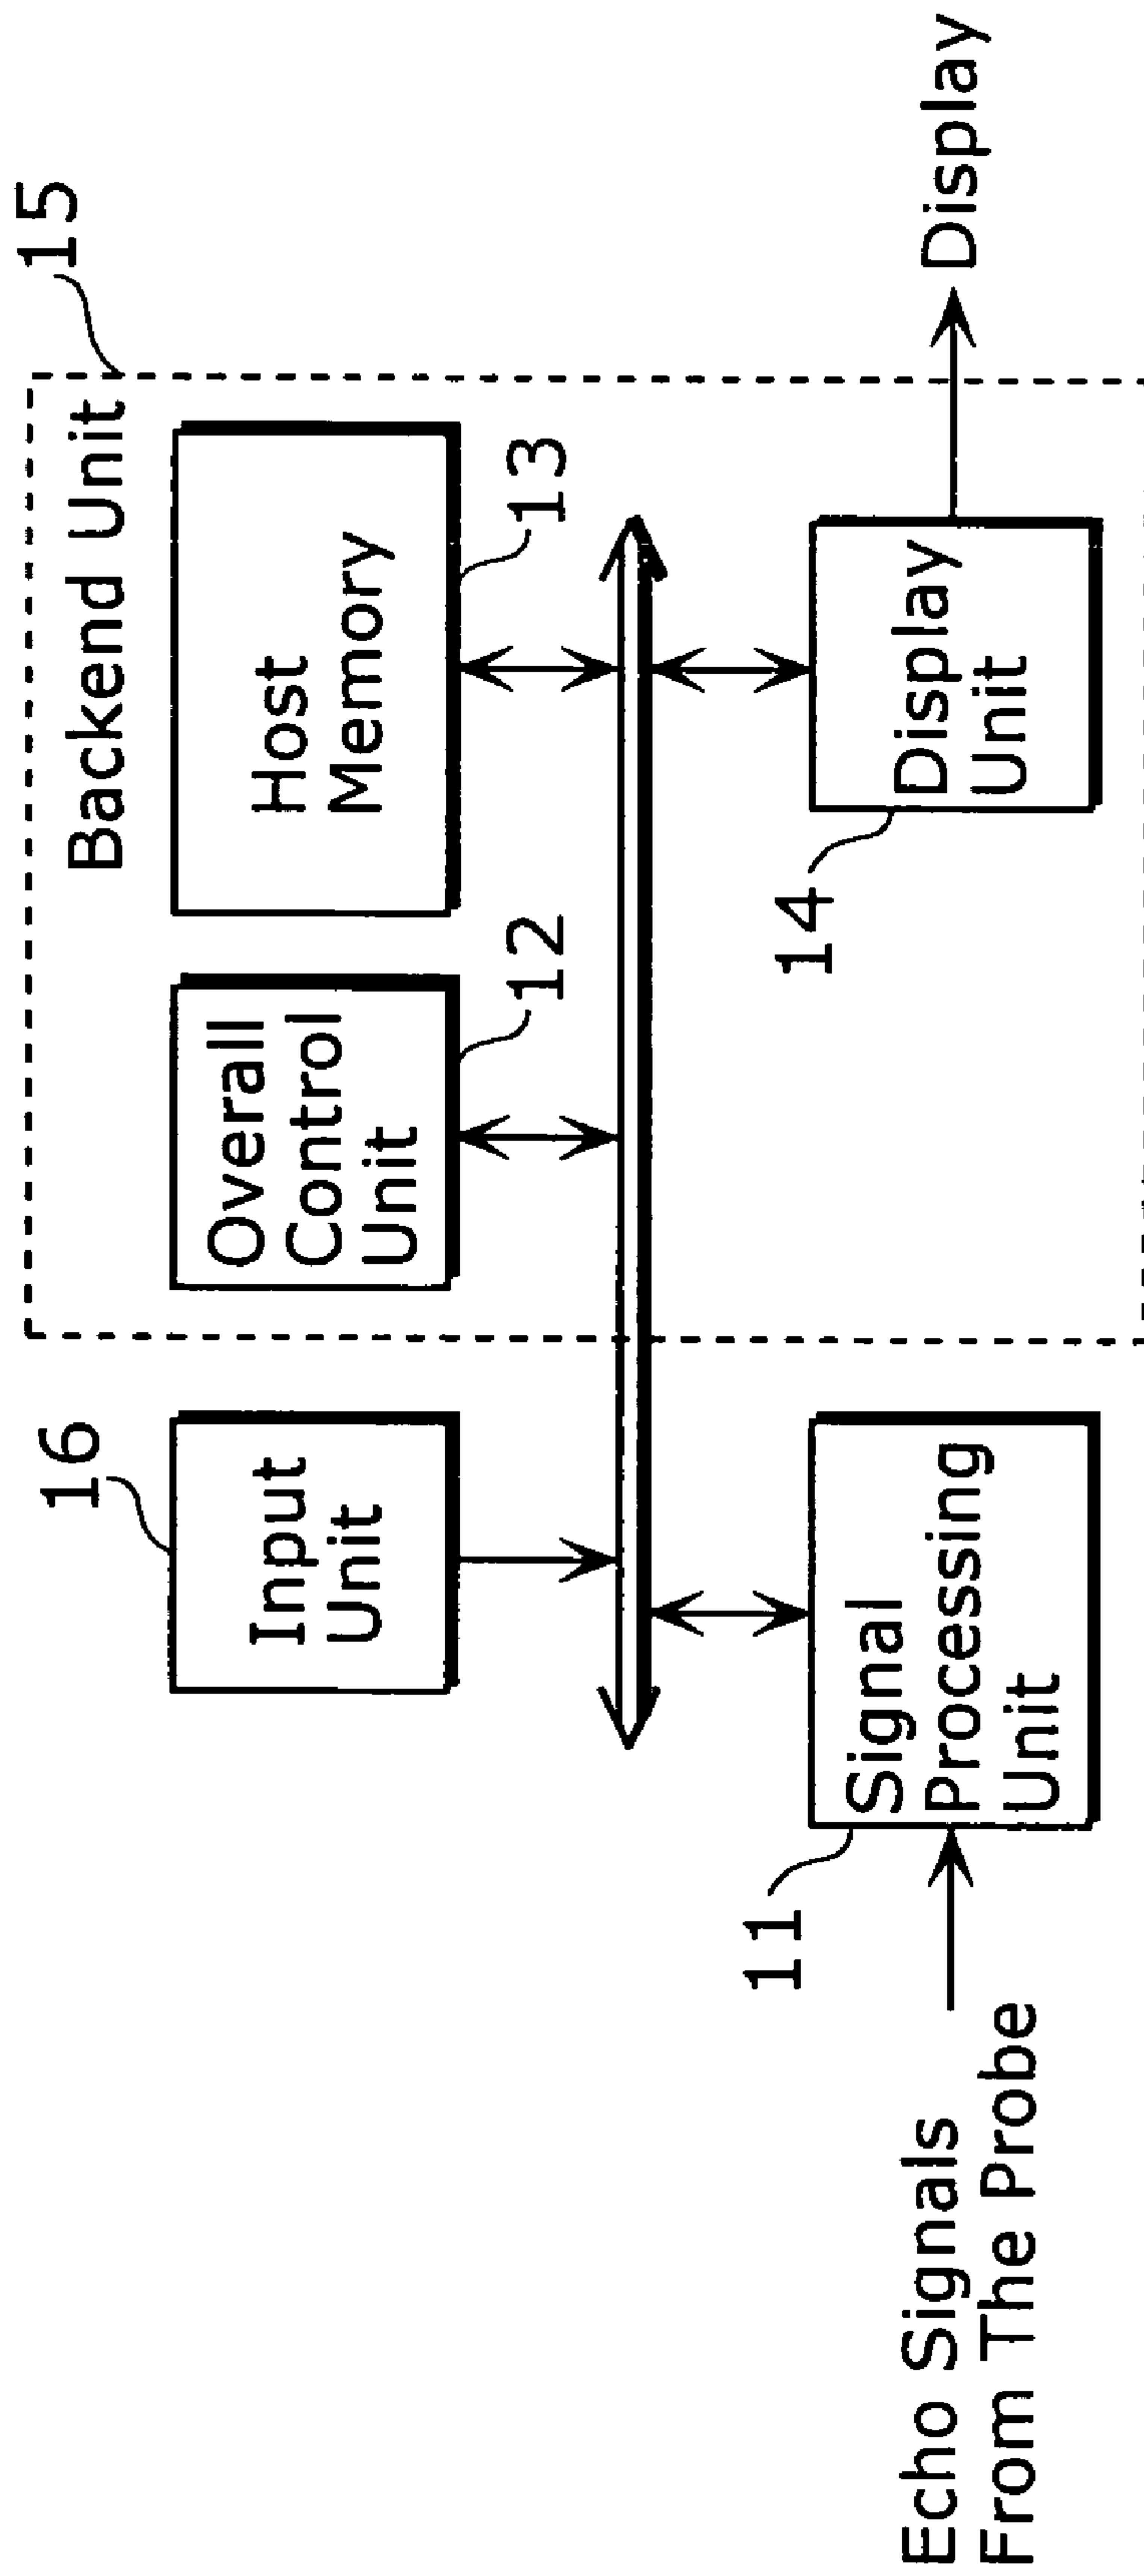 15
Backend Unit
16
Input
Unit
Overall
Control
Unit
Host
Memory
12
13
11
14
Signal
Processing
Unit
Display
Unit
Echo Signals
From The Probe
Display